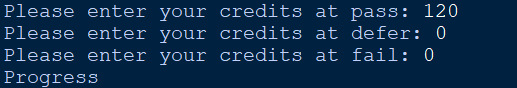 Please enter your credits at pass: 120
Please enter your credits at defer: 0
Please enter your credits at fail: 0
Progress